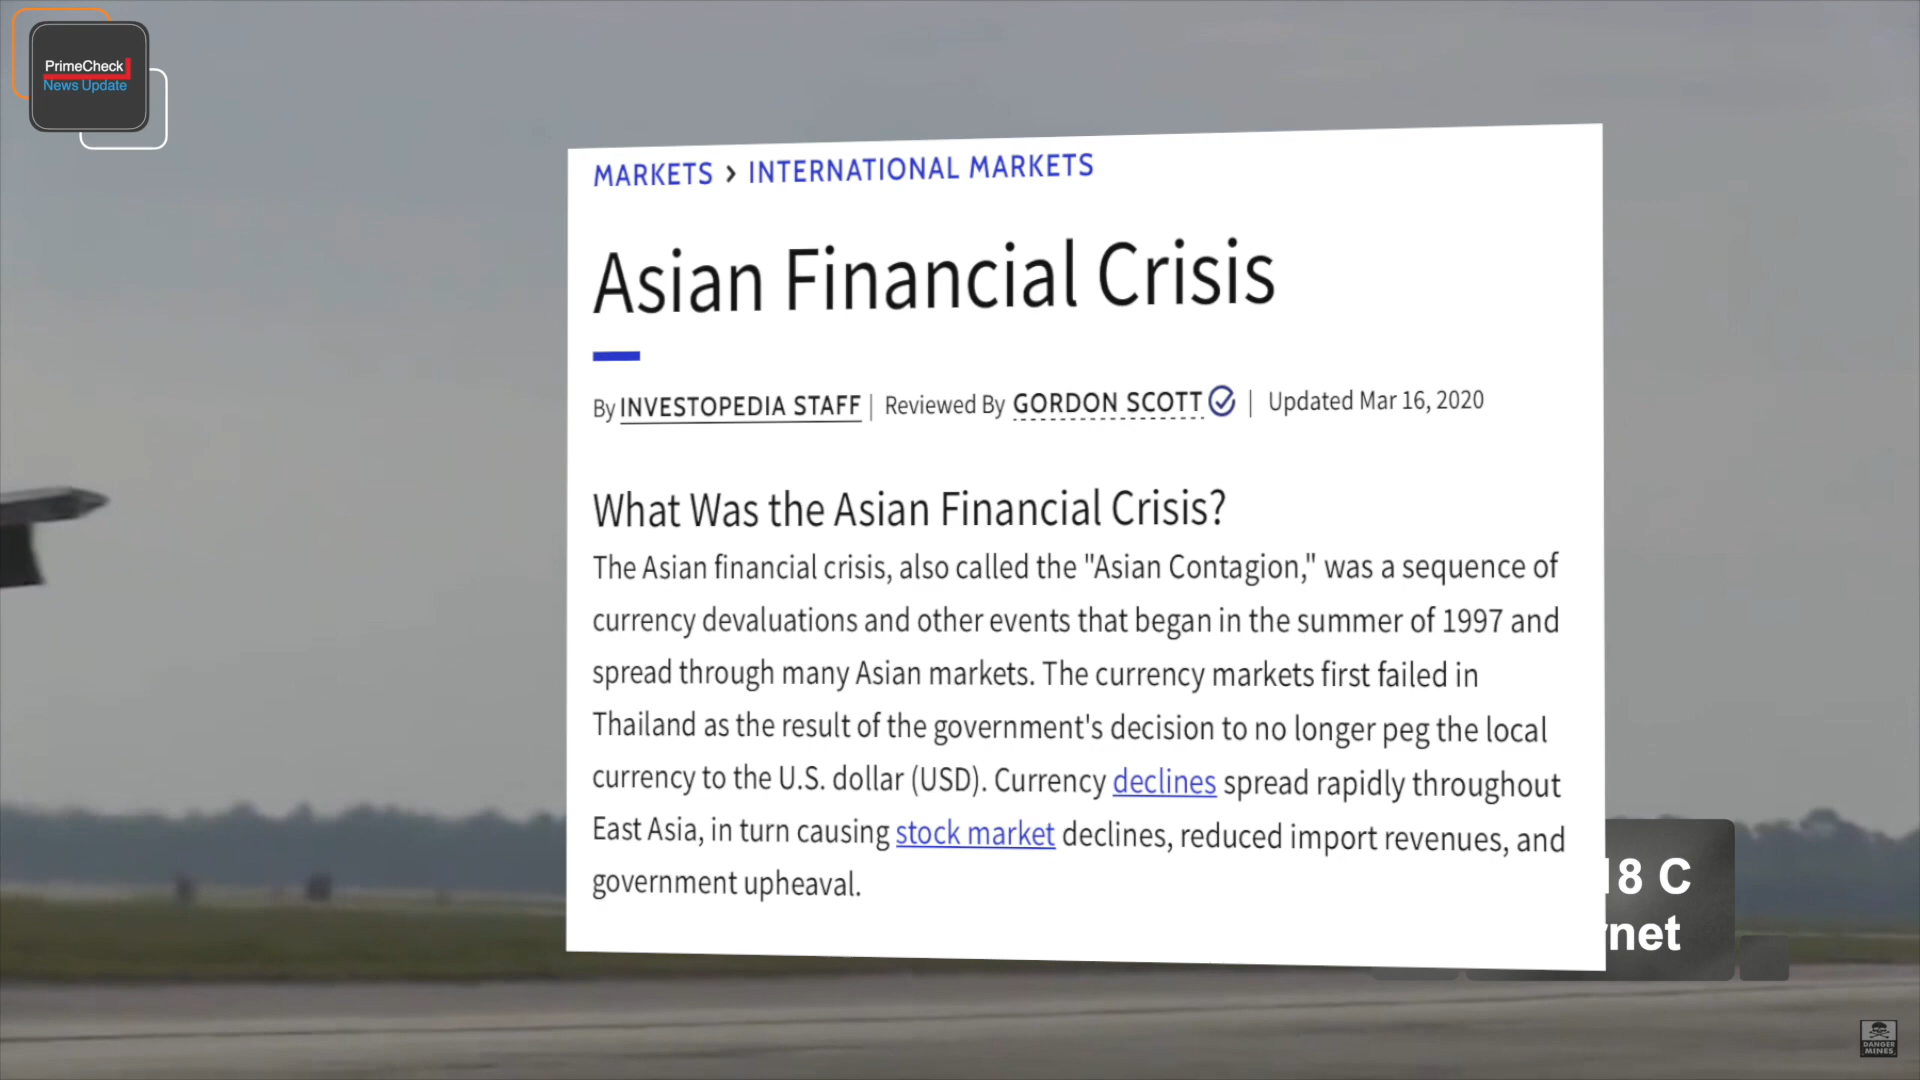 PrimeCheck
News Update
MARKETS > INTERNATIONAL MARKETS
Asian Financial Crisis
By INVESTOPEDIA STAFF | Reviewed By GORDON SCOTT | Updated Mar 16, 2020
What Was the Asian Financial Crisis?
The Asian financial crisis, also called the "Asian Contagion," was a sequence of
currency devaluations and other events that began in the summer of 1997 and
spread through many Asian markets. The currency markets first failed in
Thailand as the result of the government's decision to no longer peg the local
currency to the U.S. dollar (USD). Currency declines spread rapidly throughout
East Asia, in turn causing stock market declines, reduced import revenues, and
government upheaval.
18 C
rnet
DANGER
MINES